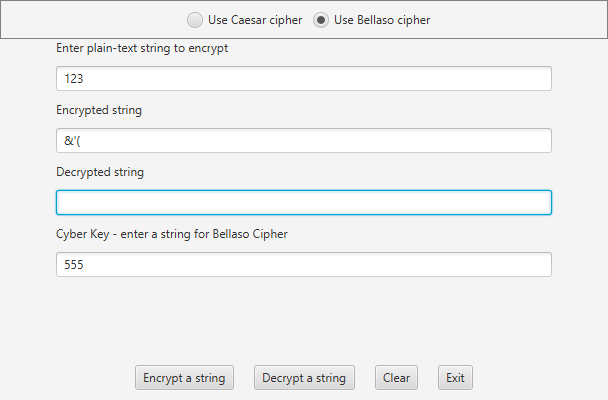 Use Caesar cipher Use Bellaso cipher
Enter plain-text string to encrypt
123
Encrypted string
&'(
Decrypted string
Cyber Key - enter a string for Bellaso Cipher
555
Encrypt a string Decrypt a string Clear Exit